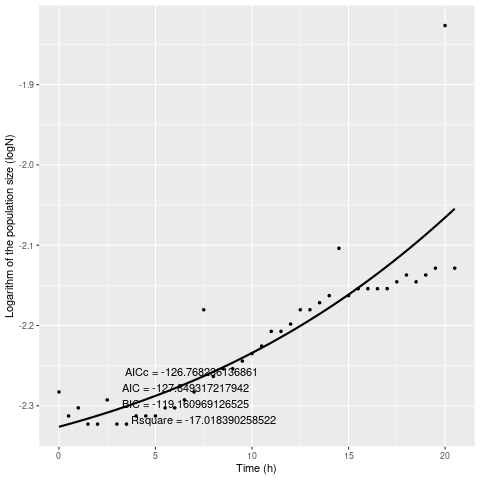 Logarithm of the population size (logN)
-1.9
-2.0
-2.1
-2.2
-2.3
AICc = -126.768236136861
AIC = -127.849317217942
BIC = -119.160969126525
Rsquare = -17.018390258522
0 5 10 15 20
Time (h)